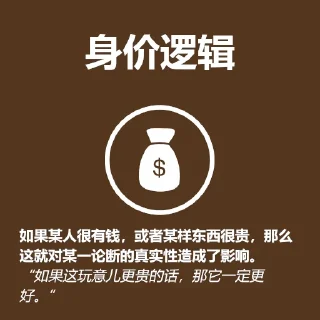 身价逻辑
$
如果某人很有钱，或者某样东西很贵，那么
这就对某一论断的真实性造成了影响。
“如果这玩意儿更贵的话，那它一定更
好。“